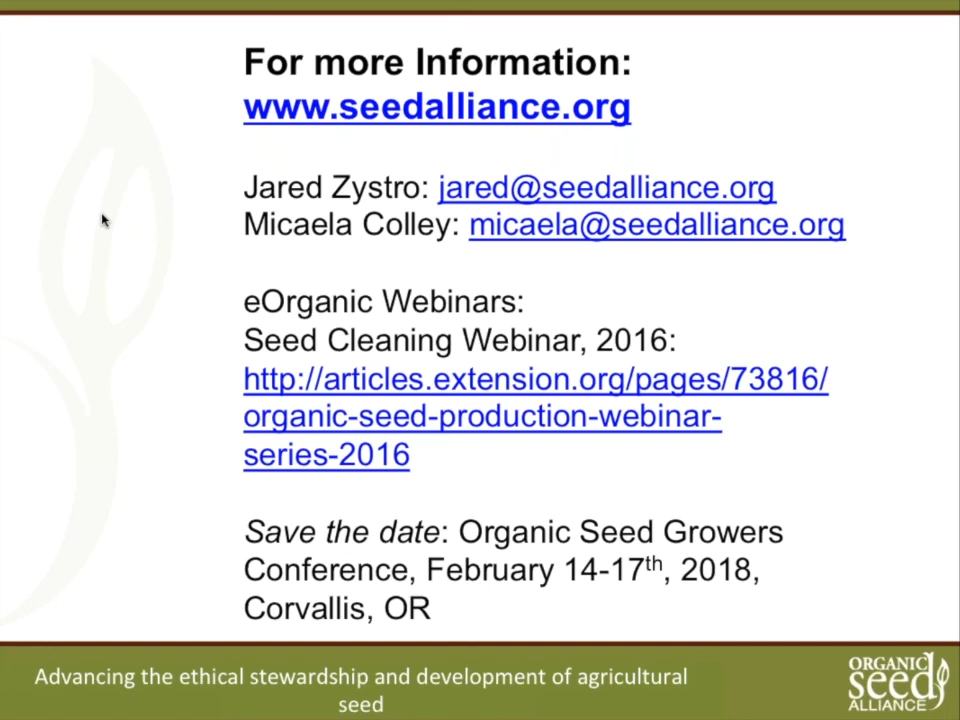 For more Information:
www.seedalliance.org
Jared Zystro: jared@seedalliance.org
Micaela Colley: micaela@seedalliance.org
eOrganic Webinars:
Seed Cleaning Webinar, 2016:
http://articles.extension.org/pages/73816/
organic-seed-production-webinar-
series-2016
Save the date: Organic Seed Growers
Conference, February 14-17th, 2018,
Corvallis, OR
Advancing the ethical stewardship and development of agricultural
seed
ORGANIC
seed
ALLIANCE